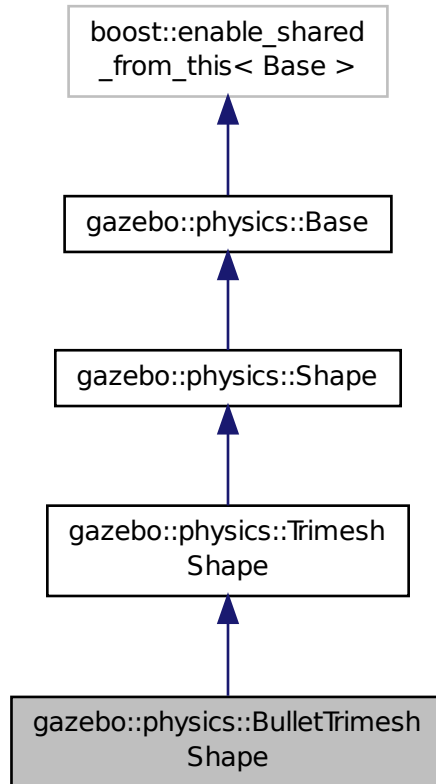 boost::enable_shared
_from_this< Base >
gazebo::physics::Base
gazebo::physics::Shape
gazebo::physics::Trimesh
Shape
gazebo::physics::BulletTrimesh
Shape